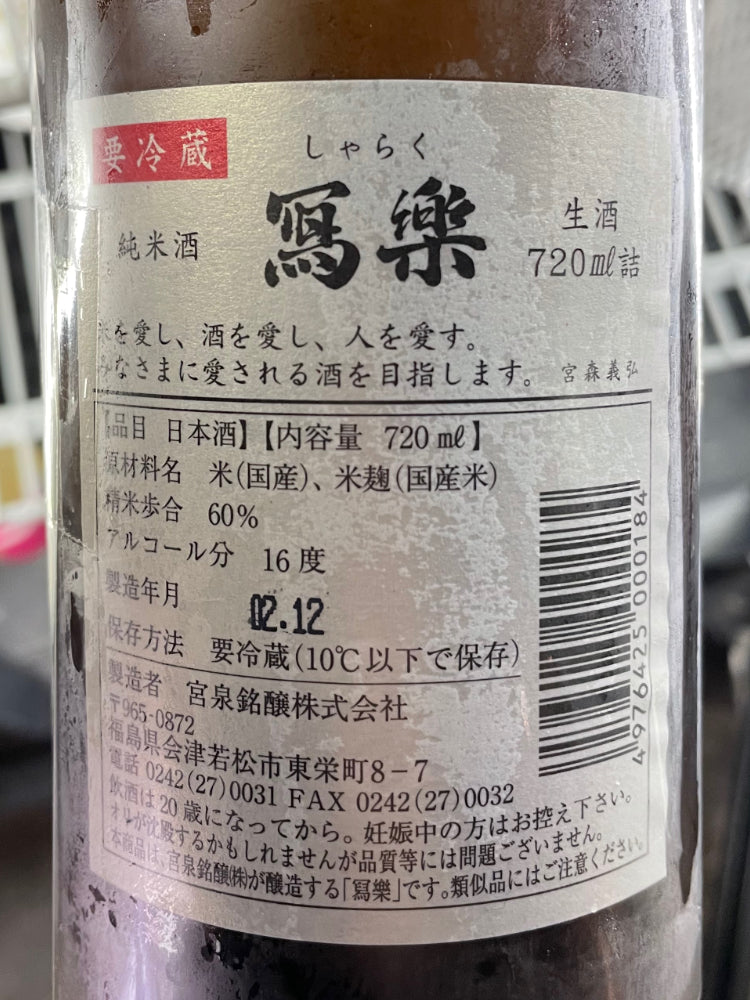 要冷蔵
しゃらく
純米酒
寫樂
生酒
720㎖詰
米を愛し、酒を愛し、人を愛す。
みなさまに愛される酒を目指します。 宮森義弘
【品目 日本酒】【内容量 720㎖】
原材料名 米(国産)、米麹(国産米)
精米歩合 60%
アルコール分 16度
製造年月 02.12
保存方法 要冷蔵(10℃以下で保存)
製造者 宮泉銘醸株式会社
〒965-0872
福島県会津若松市東栄町8-7
電話 0242(27)0031 FAX 0242(27)0032
飲酒は20歳になってから。妊娠中の方はお控え下さい。
オリが沈殿するかもしれませんが品質等には問題ございません。
本商品は、宮泉銘醸㈱が醸造する「寫樂」です。類似品にはご注意ください。
4976425 000184